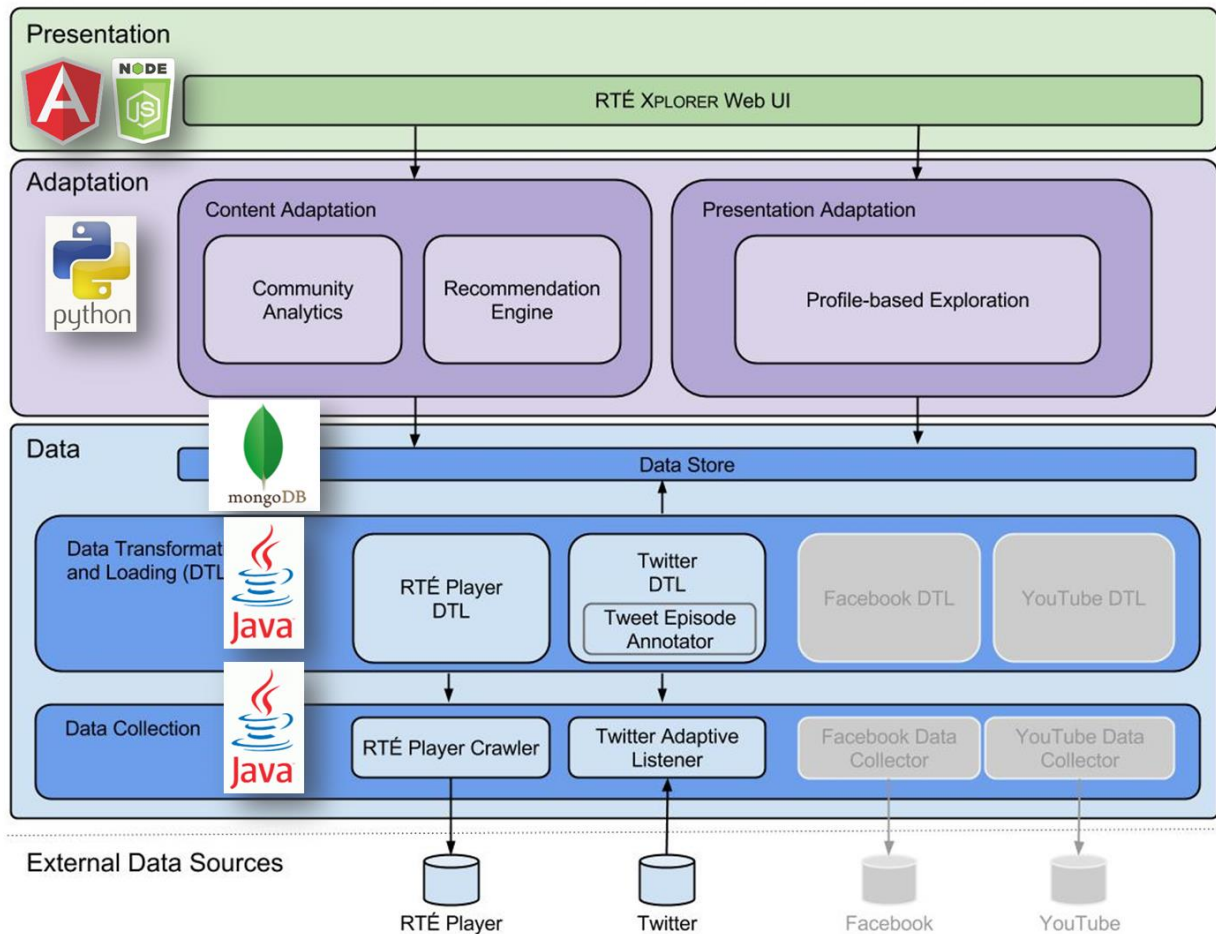 Presentation
NODE
JS
RTÉ XPLORER Web UI
Adaptation
python
Content Adaptation
Community
Analytics
Recommendation
Engine
Presentation Adaptation
Profile-based Exploration
Data
mongoDB
Data Store
Data Transformat
and Loading (DTL
Java
RTÉ Player
DTL
Twitter
DTL
Tweet Episode
Annotator
Facebook DTL
YouTube DTL
Data Collection
Java
RTÉ Player Crawler
Twitter Adaptive
Listener
Facebook Data
Collector
YouTube Data
Collector
External Data Sources
RTÉ Player
Twitter
Facebook
YouTube